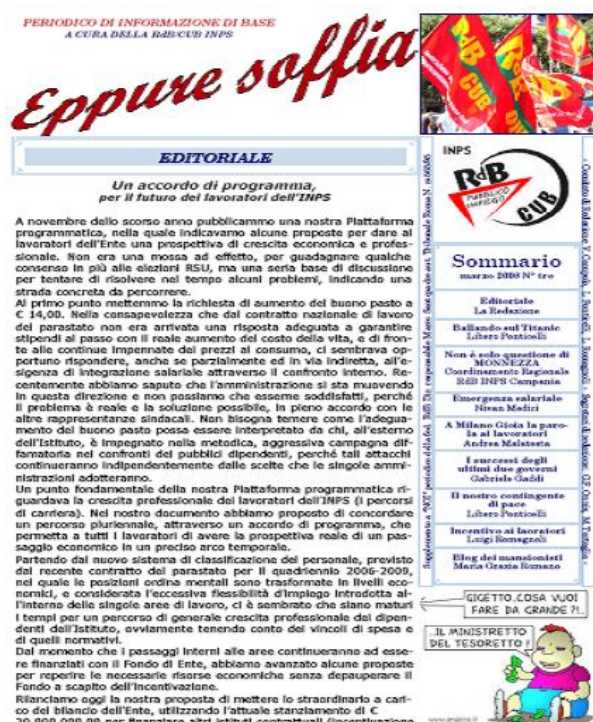 PERIODICO DI INFORMAZIONE DI BASE
A CURA DELLA RdB/CUB INPS
Eppure soffia
RdB
CUB
EDITORIALE
Un accordo di programma,
per il futuro dei lavoratori dell'INPS
A novembre dello scorso anno pubblicammo una nostra Plattaforma
programmatica, nella quale indicavamo alcune proposte per dare ai
lavoratori dell'Ente una prospettiva di crescita economica e profes-
sionale. Non era una mossa ad effetto, per guadagnare qualche
consenso in più alle elezioni RSU, ma una seria base di discussione
per tentare di risolvere nel tempo alcuni problemi, indicando una
strada concreta da percorrere.
Al primo punto mettemmo la richiesta di aumento del buono pasto a
€ 14,00. Nella consapevolezza che dal contratto nazionale di lavoro
del parastato non era arrivata una risposta adeguata a garantire
stipendi al passo con il reale aumento del costo della vita, e di fron-
te alle continue impennate dei prezzi al consumo, ci sembrava op-
portuno rispondere, anche se parzialmente ed in via indiretta, all'e-
sigenza di integrazione salariale attraverso il confronto interno. Re-
centemente abbiamo saputo che l'amministrazione si sta muovendo
in questa direzione e non possiamo che esserne soddisfatti, perché
il problema è reale e la soluzione possibile, in pieno accordo con le
altre rappresentanze sindacali. Non bisogna temere come l'adegua-
mento del buono pasto possa essere interpretato da chi, all'esterno
dell'Istituto, è impegnato nella metodica, aggressiva campagna dif-
famatoria nei confronti dei pubblici dipendenti, perché tali attacchi
continueranno indipendentemente dalle scelte che le singole ammi-
nistrazioni adotteranno.
Un punto fondamentale della nostra Plattaforma programmatica ri-
guardava la crescita professionale dei lavoratori dell'INPS (i percorsi
di carriera). Nel nostro documento abbiamo proposto di concordare
un percorso pluriennale, attraverso un accordo di programma, che
permetta a tutti i lavoratori di avere la prospettiva reale di un pas-
saggio economico in un preciso arco temporale.
Partendo dal nuovo sistema di classificazione del personale, previsto
dal recente contratto del parastato per il quadriennio 2006-2009,
nel quale le posizioni ordinamentali sono trasformate in livelli eco-
nomici, e considerata l'eccessiva flessibilità d'impiego introdotta al-
l'interno delle singole aree di lavoro, ci è sembrato che siano maturi
i tempi per un percorso di generale crescita professionale dei dipen-
denti dell'Istituto, ovviamente tenendo conto dei vincoli di spesa e
di quelli normativi.
Dal momento che i passaggi interni alle aree continueranno ad esse-
re finanziati con il Fondo di Ente, abbiamo avanzato alcune proposte
per reperire le necessarie risorse economiche senza depauperare il
Fondo a scapito dell'incentivazione.
Rilanciamo oggi la nostra proposta di mettere lo straordinario a cari-
co del bilancio dell'Ente, utilizzando l'attuale stanziamento di €
per finanziare altri istituti contrattuali (incentivazione
INPS
RdB
PUBBLICO
IMPIEGO
CUB
Sommario
marzo 2008 N° tre
Editoriale
La Redazione
Ballando sul Titanic
Libero Ponticelli
Non è solo questione di
MONNEZZA
Coordinamento Regionale
RdB INPS Campania
Emergenza salariale
Nivan Medici
A Milano Gioia la paro-
la ai lavoratori
Andrea Malatesta
I successi degli
ultimi due governi
Gabriele Gaddi
Il nostro contingente
di pace
Libero Ponticelli
Incentivo ai lavoratori
Luigi Romagnoli
Blog dei mansionisti
Maria Grazia Romano
GIGETTO, COSA VUOI
FARE DA GRANDE ?!..
..IL MINISTRETTO
DEL TESORETTO !